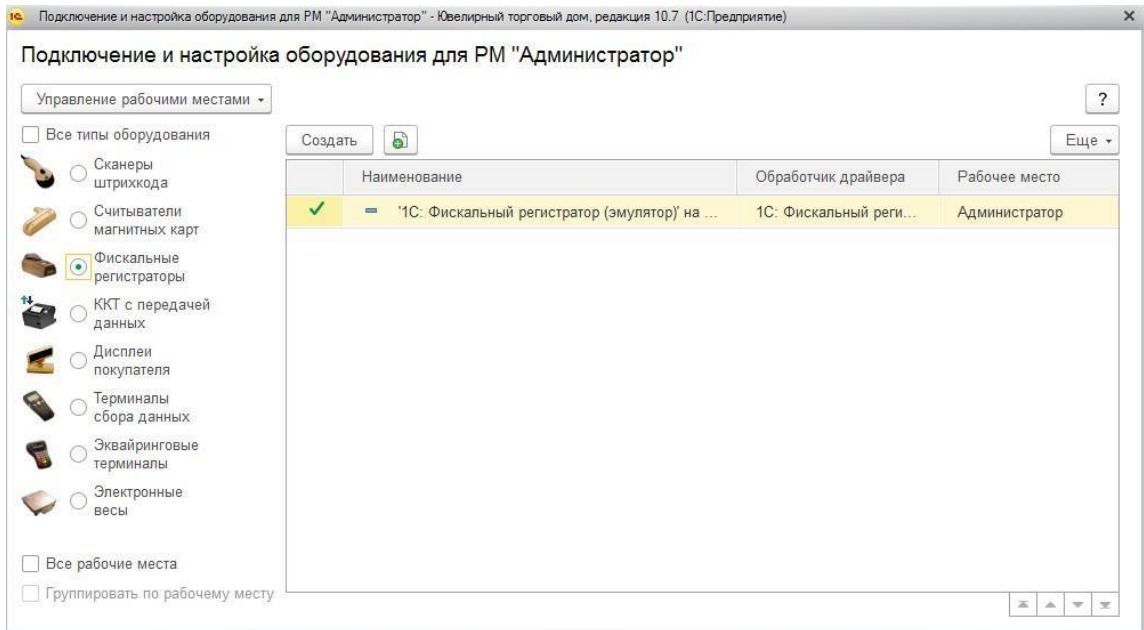 1С Подключение и настройка оборудования для РМ "Администратор" - Ювелирный торговый дом, редакция 10.7 (1С:Предприятие)
Подключение и настройка оборудования для РМ "Администратор"
Управление рабочими местами
?
Все типы оборудования
Создать
Еще
Сканеры
штрихкода
Считыватели
магнитных карт
Фискальные
регистраторы
ККТ с передачей
данных
Дисплеи
покупателя
Терминалы
сбора данных
Эквайринговые
терминалы
Электронные
весы
Все рабочие места
Группировать по рабочему месту
Наименование Обработчик драйвера Рабочее место
'1С: Фискальный регистратор (эмулятор)' на ... 1С: Фискальный реги... Администратор